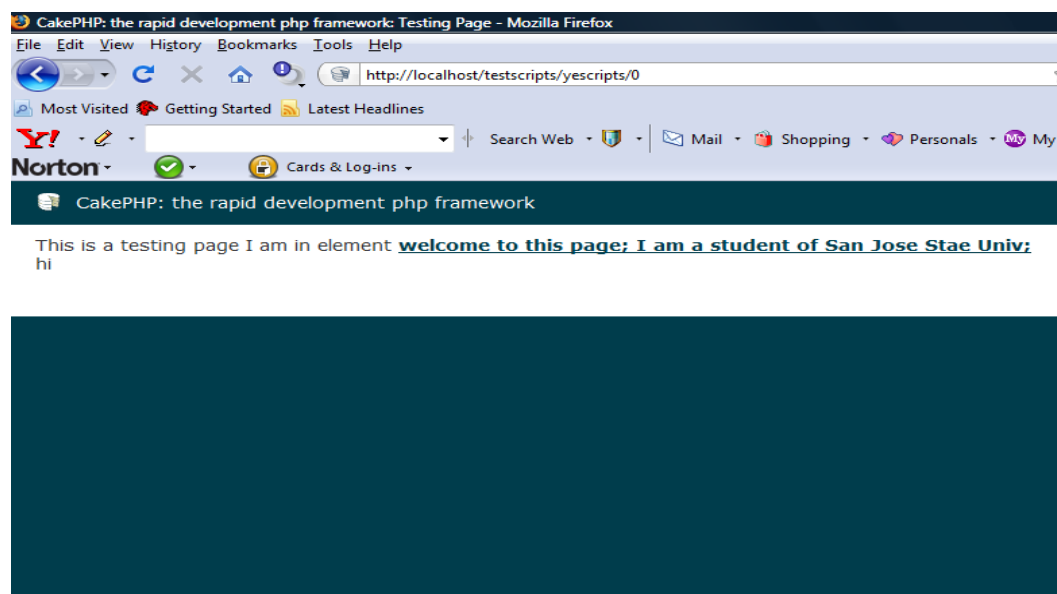 CakePHP: the rapid development php framework: Testing Page - Mozilla Firefox
File Edit View History Bookmarks Tools Help
http://localhost/testscripts/yescripts/0
Most Visited Getting Started Latest Headlines
Y! Search Web Mail Shopping Personals My My
Norton Cards & Log-ins
CakePHP: the rapid development php framework
This is a testing page I am in element welcome to this page; I am a student of San Jose Stae Univ;
hi